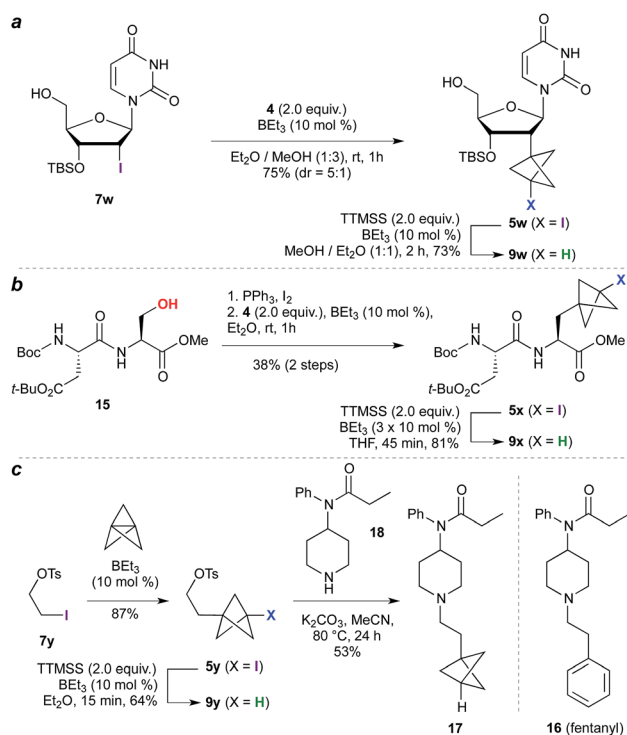 a
O
NH
N
O
HO
O
TBSO
I
7w
4 (2.0 equiv.)
BEt3 (10 mol %)
Et2O / MeOH (1:3), rt, 1h
75% (dr = 5:1)
O
NH
N
O
HO
O
TBSO
X
TTMSS (2.0 equiv.)
BEt3 (10 mol %)
MeOH / Et2O (1:1), 2 h, 73%
5w (X = I)
9w (X = H)
b
OH
O
H
N
Boc
N
H
OMe
O
t-BuO2C
15
1. PPh3, I2
2. 4 (2.0 equiv.), BEt3 (10 mol %),
Et2O, rt, 1h
38% (2 steps)
X
O
H
N
Boc
N
H
OMe
O
t-BuO2C
TTMSS (2.0 equiv.)
BEt3 (3 x 10 mol %)
THF, 45 min, 81%
5x (X = I)
9x (X = H)
c
OTs
I
7y
BEt3
(10 mol %)
87%
OTs
X
TTMSS (2.0 equiv.)
BEt3 (10 mol %)
Et2O, 15 min, 64%
5y (X = I)
9y (X = H)
O
Ph
N
18
N
H
K2CO3, MeCN,
80 °C, 24 h
53%
O
Ph
N
N
H
17
O
Ph
N
N
16 (fentanyl)